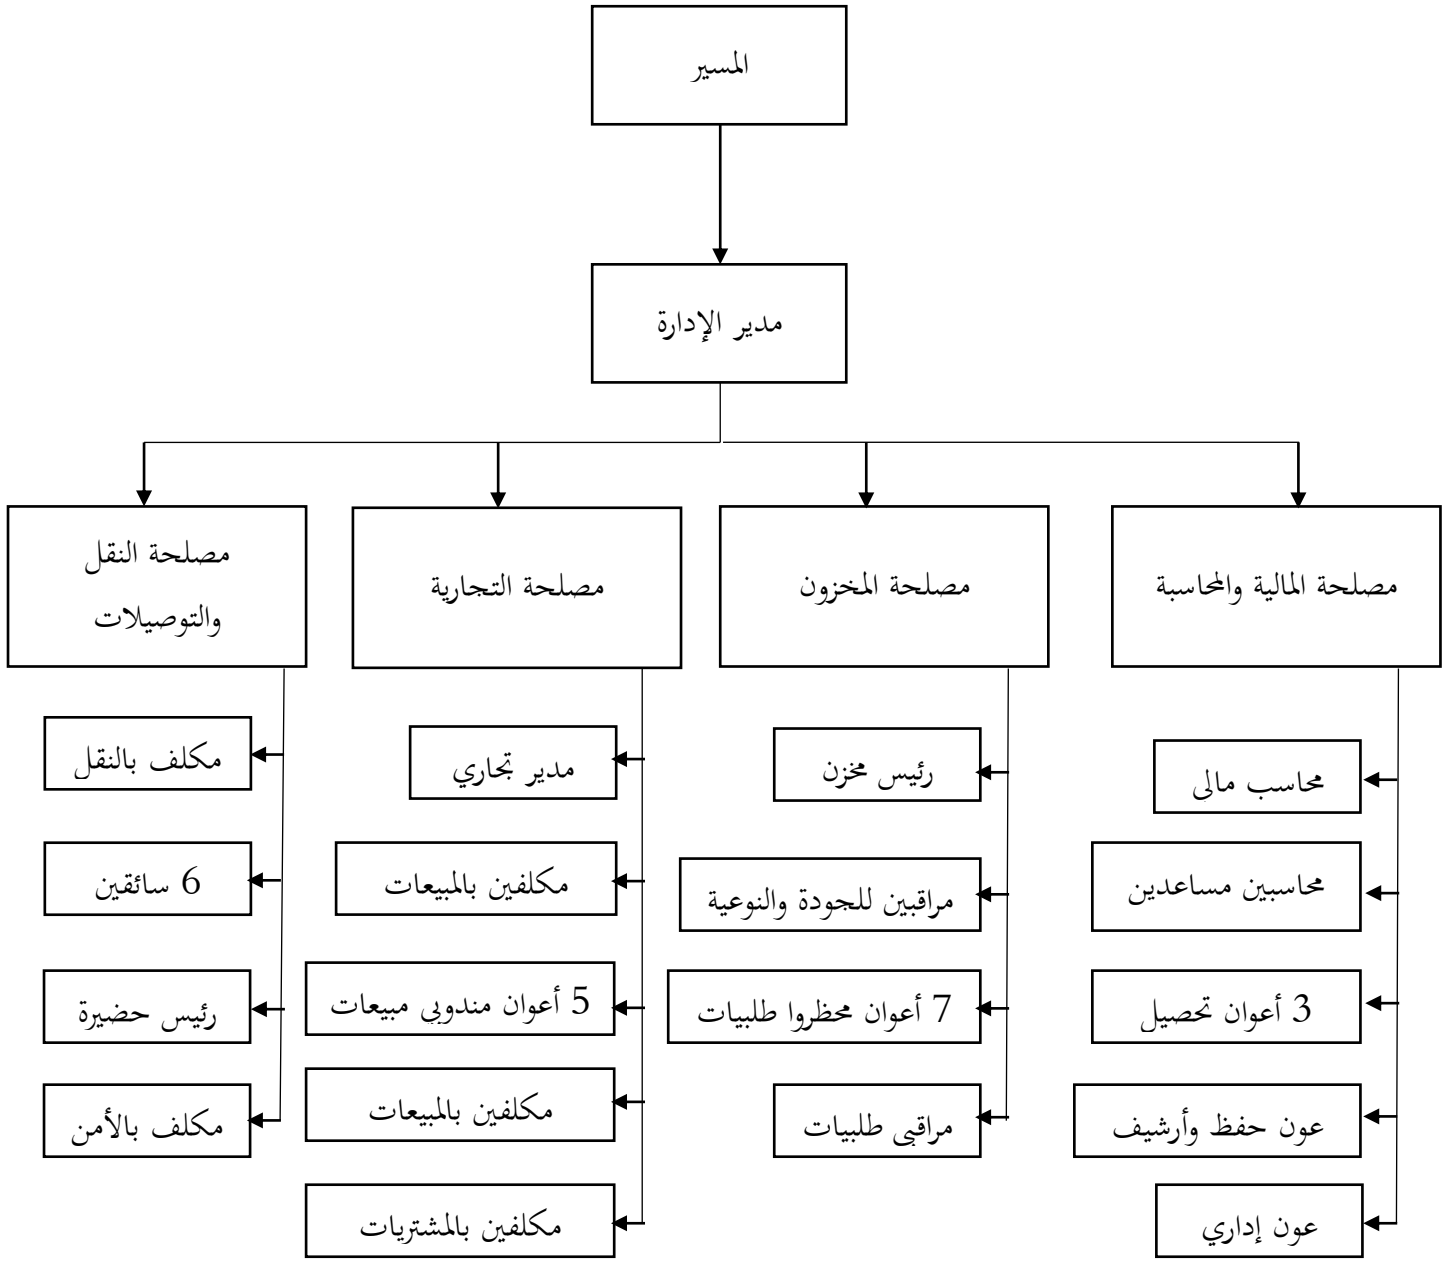 المسير
مدير الإدارة
مصلحة المالية والمحاسبة
محاسب مالي
محاسبين مساعدين
3 أعوان تحصيل
عون حفظ وأرشيف
عون إداري
مصلحة المخزون
رئيس مخزن
مراقبين للجودة والنوعية
7 أعوان محظروا طلبيات
مراقبي طلبيات
مصلحة التجارية
مدير تجاري
مكلفين بالمبيعات
5 أعوان مندوبي مبيعات
مكلفين بالمبيعات
مكلفين بالمشتريات
مصلحة النقل
والتوصيلات
مكلف بالنقل
6 سائقين
رئيس حضيرة
مكلف بالأمن